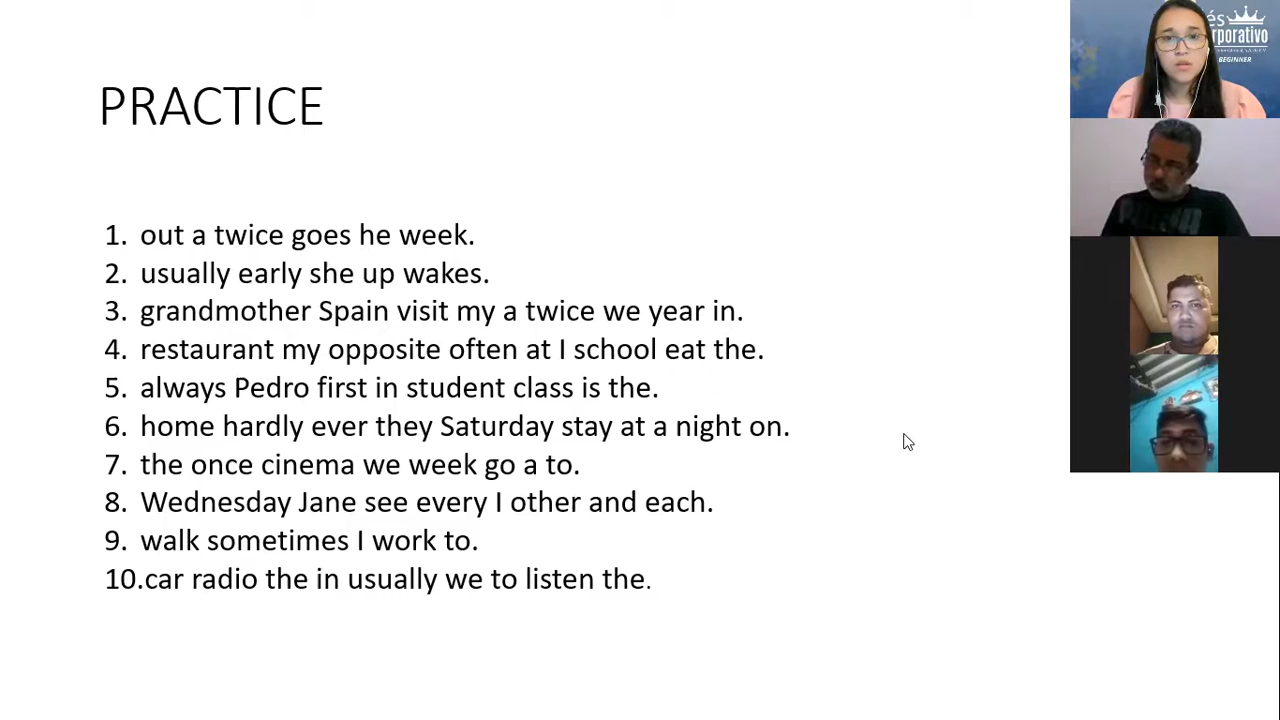 PRACTICE
1. out a twice goes he week.
2. usually early she up wakes.
3. grandmother Spain visit my a twice we year in.
4. restaurant my opposite often at I school eat the.
5. always Pedro first in student class is the.
6. home hardly ever they Saturday stay at a night on.
7. the once cinema we week go a to.
8. Wednesday Jane see every I other and each.
9. walk sometimes I work to.
10.car radio the in usually we to listen the.
és
rporativo
BEGINNER